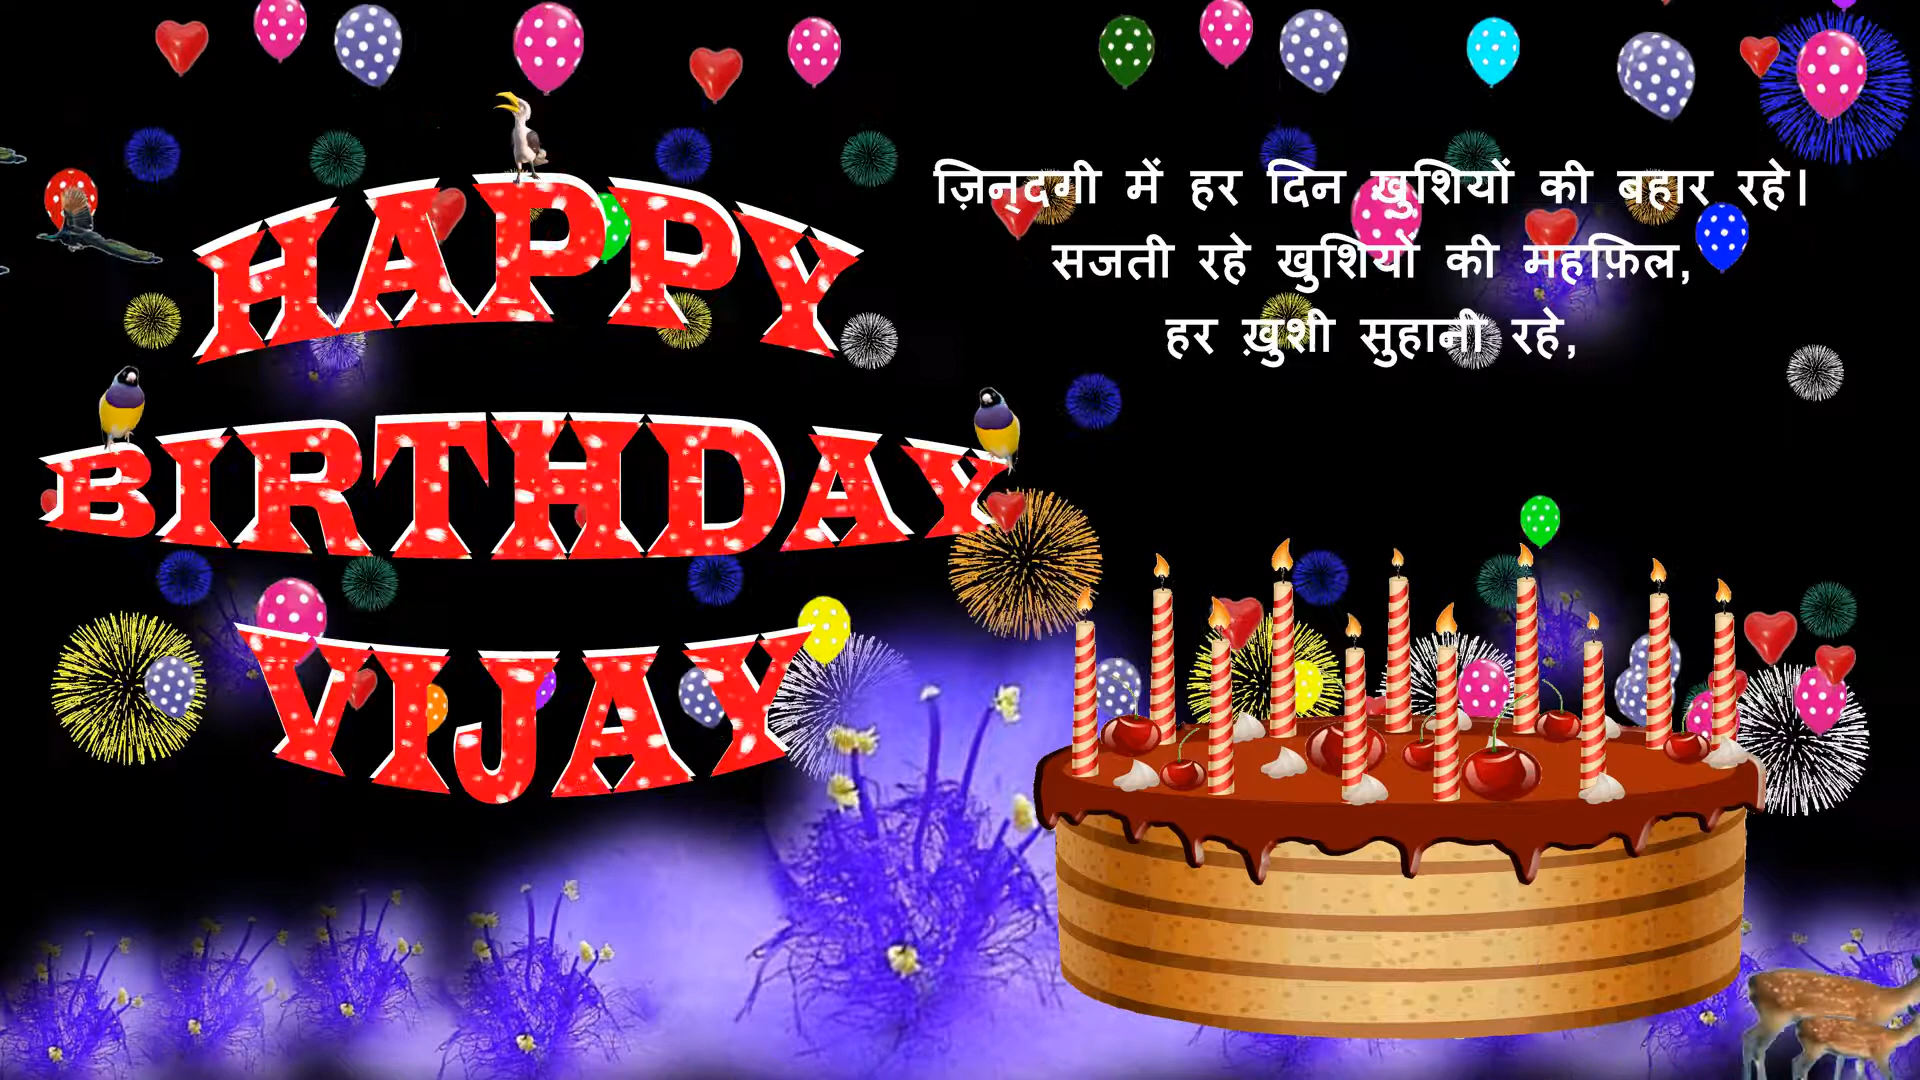 HAPPY
BIRTHDAY
VIJAY
ज़िन्दगी में हर दिन ख़ुशियों की बहार रहे।
सजती रहे खुशियों की महफ़िल,
हर ख़ुशी सुहानी रहे,